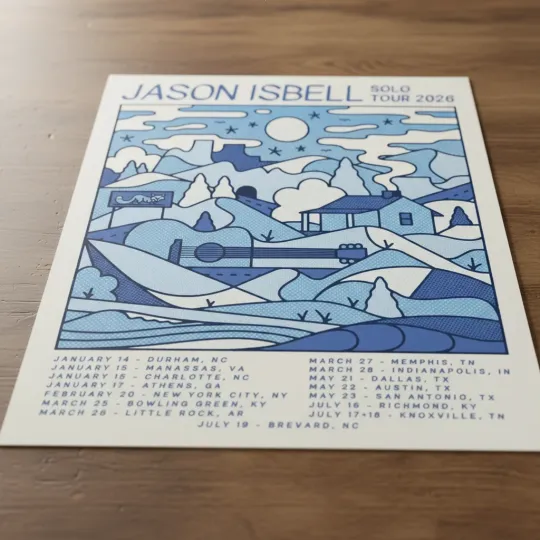 JASON ISBELL
SOLO
TOUR 2026
JANUARY 14 - DURHAM, NC
JANUARY 15 - MANASSAS, VA
JANUARY 15 - CHARLOTTE, NC
JANUARY 17 - ATHENS, GA
FEBRUARY 20 - NEW YORK CITY, NY
MARCH 25 - BOWLING GREEN, KY
MARCH 26 - LITTLE ROCK, AR
MARCH 27 - MEMPHIS, TN
MARCH 28 - INDIANAPOLIS, IN
MAY 21 - DALLAS, TX
MAY 22 - AUSTIN, TX
MAY 23 - SAN ANTONIO, TX
JULY 16 - RICHMOND, KY
JULY 17+18 - KNOXVILLE, TN
JULY 19 - BREVARD, NC